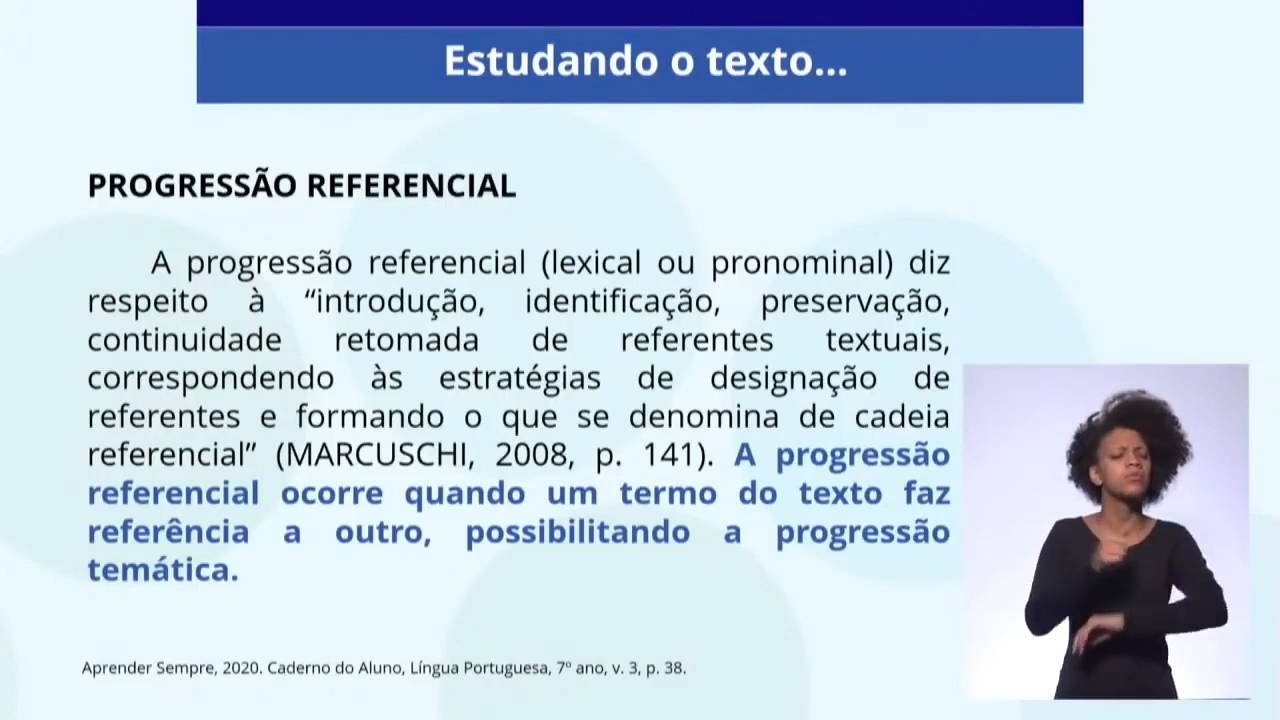 Estudando o texto...
PROGRESSÃO REFERENCIAL
A progressão referencial (lexical ou pronominal) diz
respeito à “introdução, identificação, preservação,
continuidade retomada de referentes textuais,
correspondendo às estratégias de designação de
referentes e formando o que se denomina de cadeia
referencial” (MARCUSCHI, 2008, p. 141). A progressão
referencial ocorre quando um termo do texto faz
referência a outro, possibilitando a progressão
temática.
Aprender Sempre, 2020. Caderno do Aluno, Língua Portuguesa, 7º ano, v. 3, p. 38.